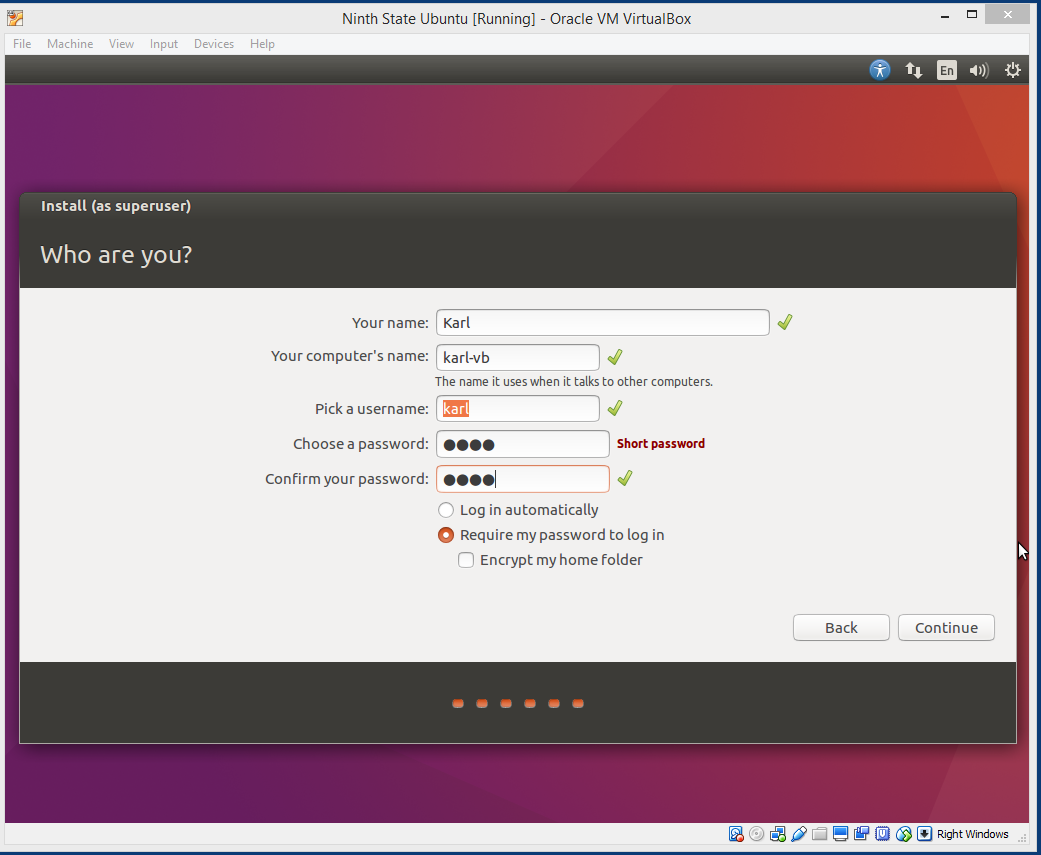 Ninth State Ubuntu [Running] - Oracle VM VirtualBox
File Machine View Input Devices Help
En
Install (as superuser)
Who are you?
Your name: Karl
Your computer's name: karl-vb
The name it uses when it talks to other computers.
Pick a username: karl
Choose a password: ●●●● Short password
Confirm your password: ●●●●
Log in automatically
Require my password to log in
Encrypt my home folder
Back Continue
Right Windows